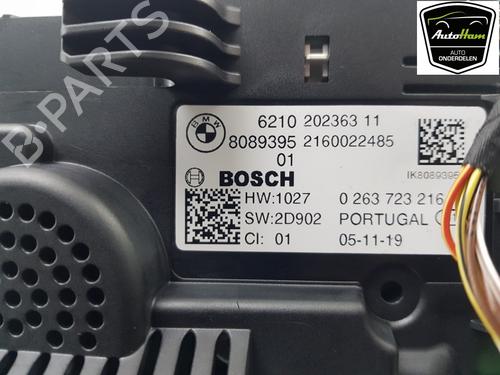 AutoHam
AUTO
ONDERDELEN
B-PARTS
BMW
6210 202363 11
8089395 2160022485
01
IK8089395
BOSCH
HW:1027 0 263 723 216
SW:2D902 PORTUGAL
CI: 01 05-11-19